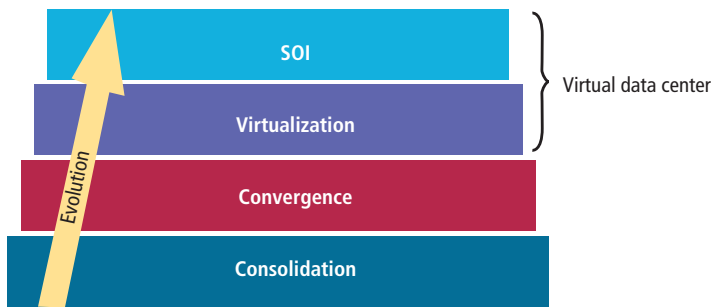 SOI
Virtual data center
Virtualization
Evolution
Convergence
Consolidation